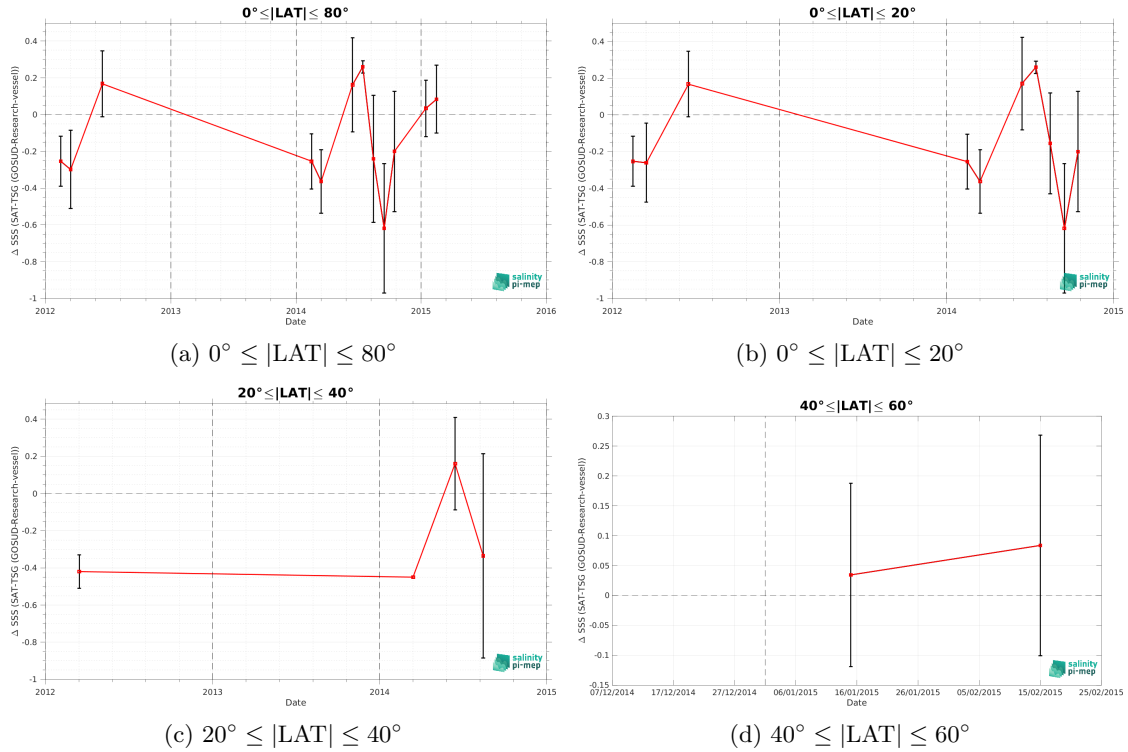 0°≤|LAT|≤ 80°
Δ SSS (SAT-TSG (GOSUD-Research-vessel))
0.4
0.2
0
-0.2
-0.4
-0.6
-0.8
-1
2012
2013
2014
2015
2016
Date
salinity
pi-mep
(a) 0° ≤ |LAT| ≤ 80°
0°≤|LAT|≤ 20°
Δ SSS (SAT-TSG (GOSUD-Research-vessel))
0.4
0.2
0
-0.2
-0.4
-0.6
-0.8
-1
2012
2013
2014
2015
Date
salinity
pi-mep
(b) 0° ≤ |LAT| ≤ 20°
20°≤|LAT|≤ 40°
Δ SSS (SAT-TSG (GOSUD-Research-vessel))
0.4
0.2
0
-0.2
-0.4
-0.6
-0.8
-1
2012
2013
2014
2015
Date
salinity
pi-mep
(c) 20° ≤ |LAT| ≤ 40°
40°≤|LAT|≤ 60°
Δ SSS (SAT-TSG (GOSUD-Research-vessel))
0.3
0.25
0.2
0.15
0.1
0.05
0
-0.05
-0.1
-0.15
07/12/2014
17/12/2014
27/12/2014
06/01/2015
16/01/2015
26/01/2015
05/02/2015
15/02/2015
25/02/2015
Date
salinity
pi-mep
(d) 40° ≤ |LAT| ≤ 60°